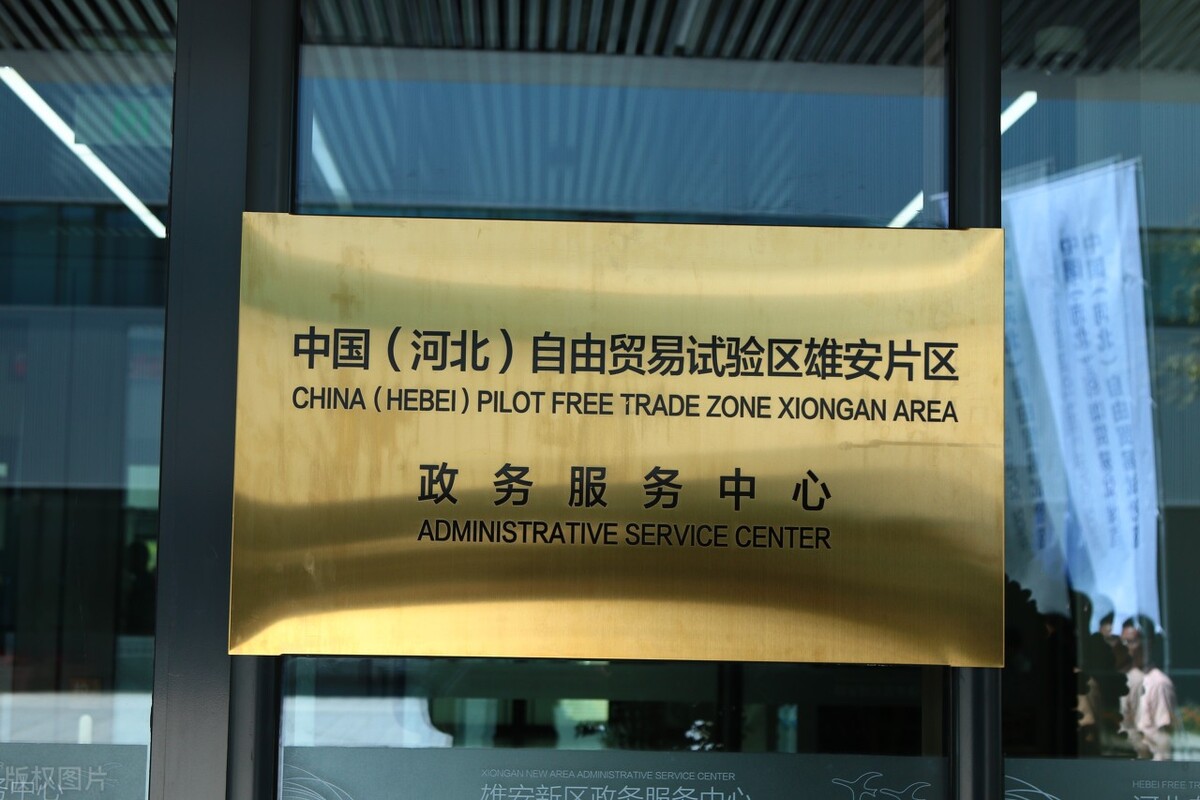 中国（河北）自由贸易试验区雄安片区
CHINA (HEBEI) PILOT FREE TRADE ZONE XIONGAN AREA
政务服务中心
ADMINISTRATIVE SERVICE CENTER
XIONGAN NEW AREA ADMINISTRATIVE SERVICE CENTER
雄安新区政务服务中心
HEBEI FREE T
版权图片